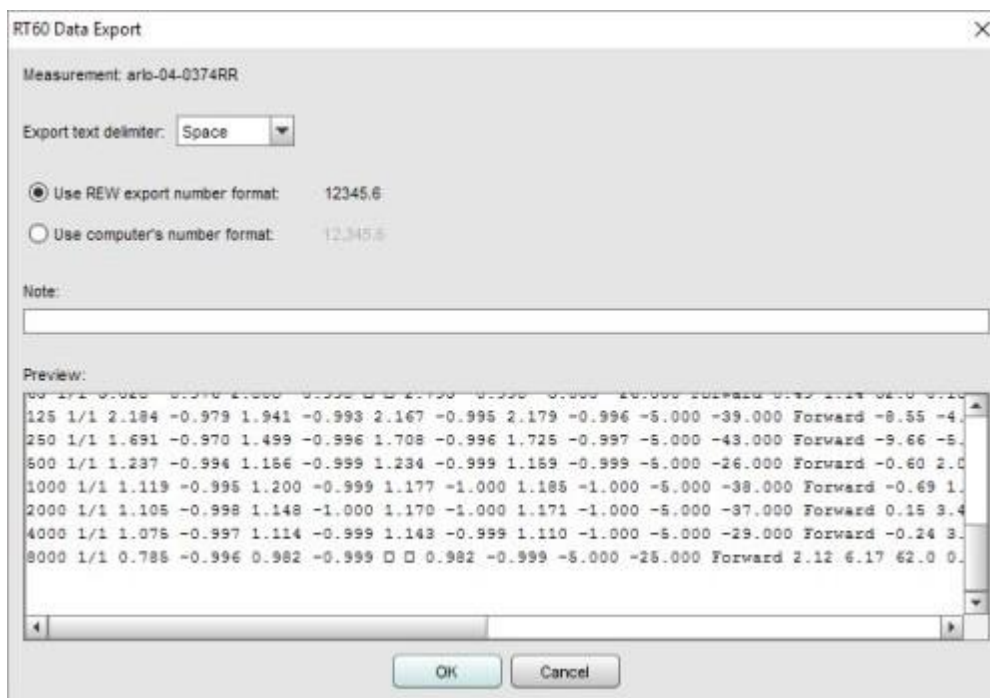 RT60 Data Export
Measurement: arlo-04-0374RR
Export text delimiter: Space
Use REW export number format: 12345.6
Use computer's number format: 12,345.6
Note:
Preview:
125 1/1 2.184 -0.979 1.941 -0.993 2.167 -0.995 2.179 -0.996 -5.000 -39.000 Forward -8.55 -4.
250 1/1 1.691 -0.970 1.499 -0.996 1.708 -0.996 1.725 -0.997 -5.000 -43.000 Forward -9.66 -5.
500 1/1 1.237 -0.994 1.156 -0.999 1.234 -0.999 1.159 -0.999 -5.000 -26.000 Forward -0.60 2.0
1000 1/1 1.119 -0.995 1.200 -0.999 1.177 -1.000 1.185 -1.000 -5.000 -38.000 Forward -0.69 1.
2000 1/1 1.105 -0.998 1.148 -1.000 1.170 -1.000 1.171 -1.000 -5.000 -37.000 Forward 0.15 3.4
4000 1/1 1.075 -0.997 1.114 -0.999 1.143 -0.999 1.110 -1.000 -5.000 -29.000 Forward -0.24 3.
8000 1/1 0.785 -0.996 0.982 -0.999 □ □ 0.982 -0.999 -5.000 -25.000 Forward 2.12 6.17 62.0 0.
OK
Cancel